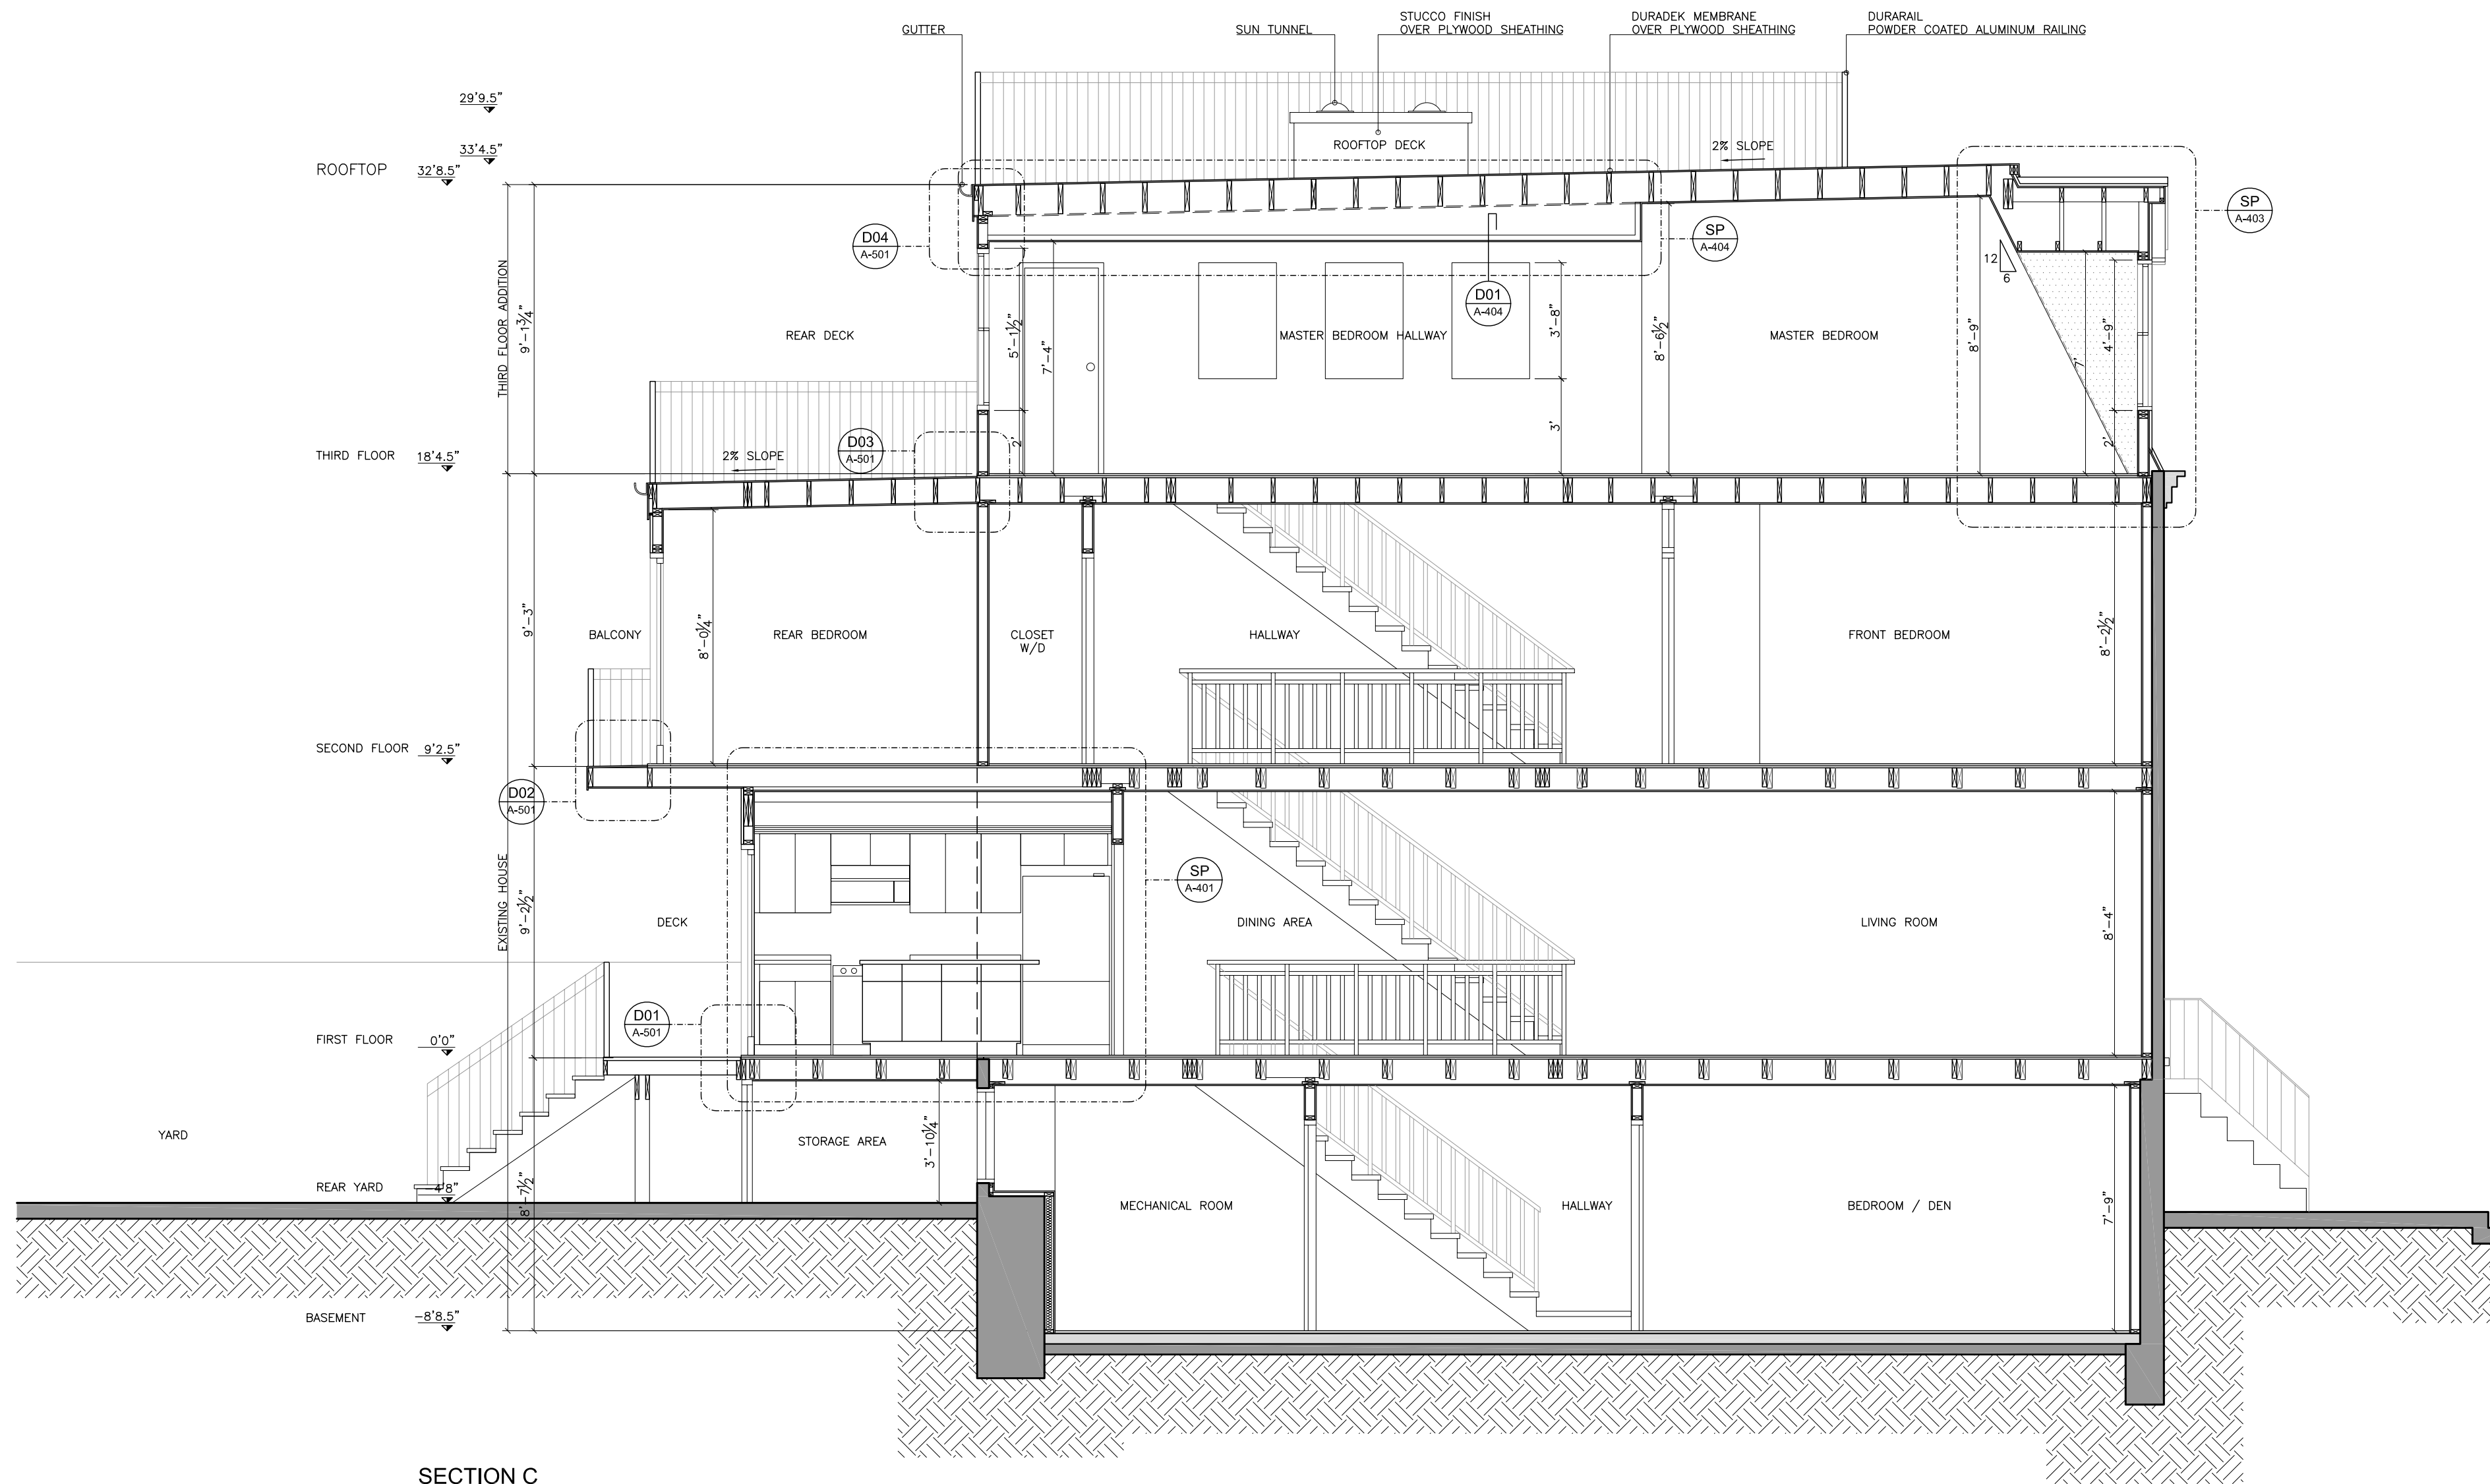 GUTTER
SUN TUNNEL
STUCCO FINISH
OVER PLYWOOD SHEATHING
DURADEK MEMBRANE
OVER PLYWOOD SHEATHING
DURARAIL
POWDER COATED ALUMINUM RAILING
29'9.5"
33'4.5"
ROOFTOP 32'8.5"
ROOFTOP DECK
2% SLOPE
SP
A-403
D04
A-501
SP
A-404
12
6
D01
A-404
THIRD FLOOR ADDITION
9'-1¾"
REAR DECK
5'-1½"
7'-4"
MASTER BEDROOM HALLWAY
3'-8"
8'-6½"
MASTER BEDROOM
8'-9"
7'
4'-9"
D03
A-501
2'
3'
2'
2% SLOPE
THIRD FLOOR 18'4.5"
9'-3"
BALCONY
8'-0¼"
REAR BEDROOM
CLOSET
W/D
HALLWAY
FRONT BEDROOM
8'-2½"
SECOND FLOOR 9'2.5"
D02
A-501
SP
A-401
EXISTING HOUSE
9'-2½"
DECK
DINING AREA
LIVING ROOM
8'-4"
D01
A-501
FIRST FLOOR 0'0"
YARD
STORAGE AREA
3'-10¼"
REAR YARD -4'8"
8'-7½"
MECHANICAL ROOM
HALLWAY
BEDROOM / DEN
7'-9"
BASEMENT -8'8.5"
SECTION C